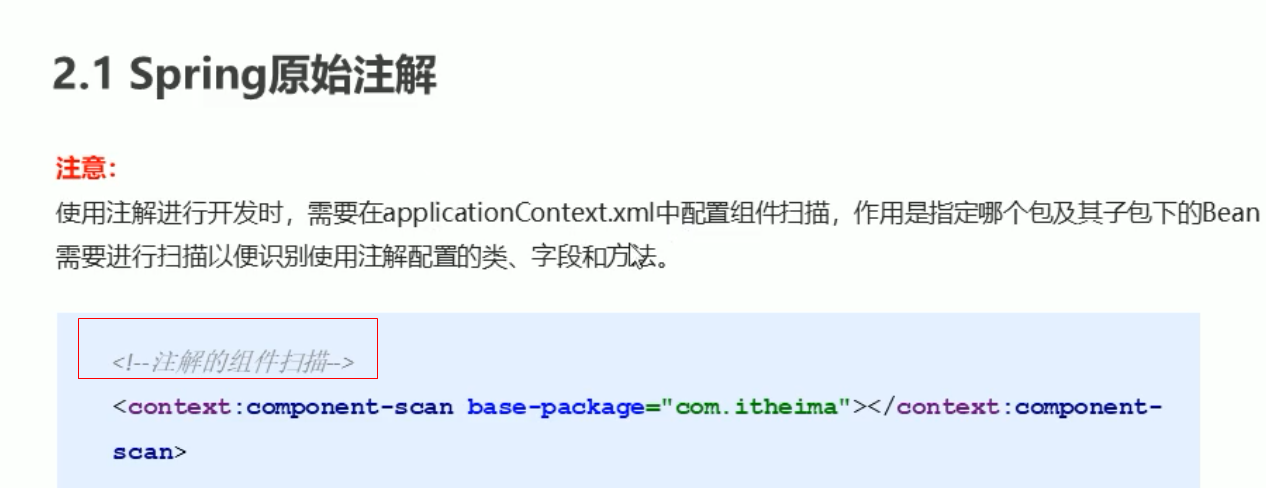 2.1 Spring原始注解
注意：
使用注解进行开发时，需要在applicationContext.xml中配置组件扫描，作用是指定哪个包及其子包下的Bean
需要进行扫描以便识别使用注解配置的类、字段和方法。
<!--注解的组件扫描-->
<context:component-scan base-package="com.itheima"></context:component-
scan>